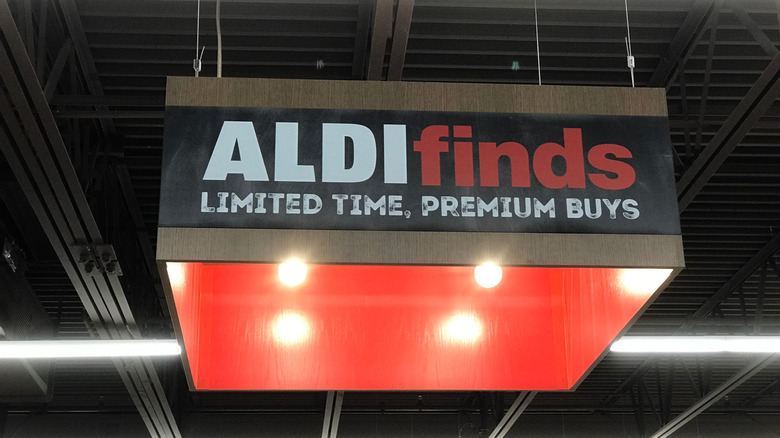 ALDIfinds
LIMITED TIME, PREMIUM BUYS